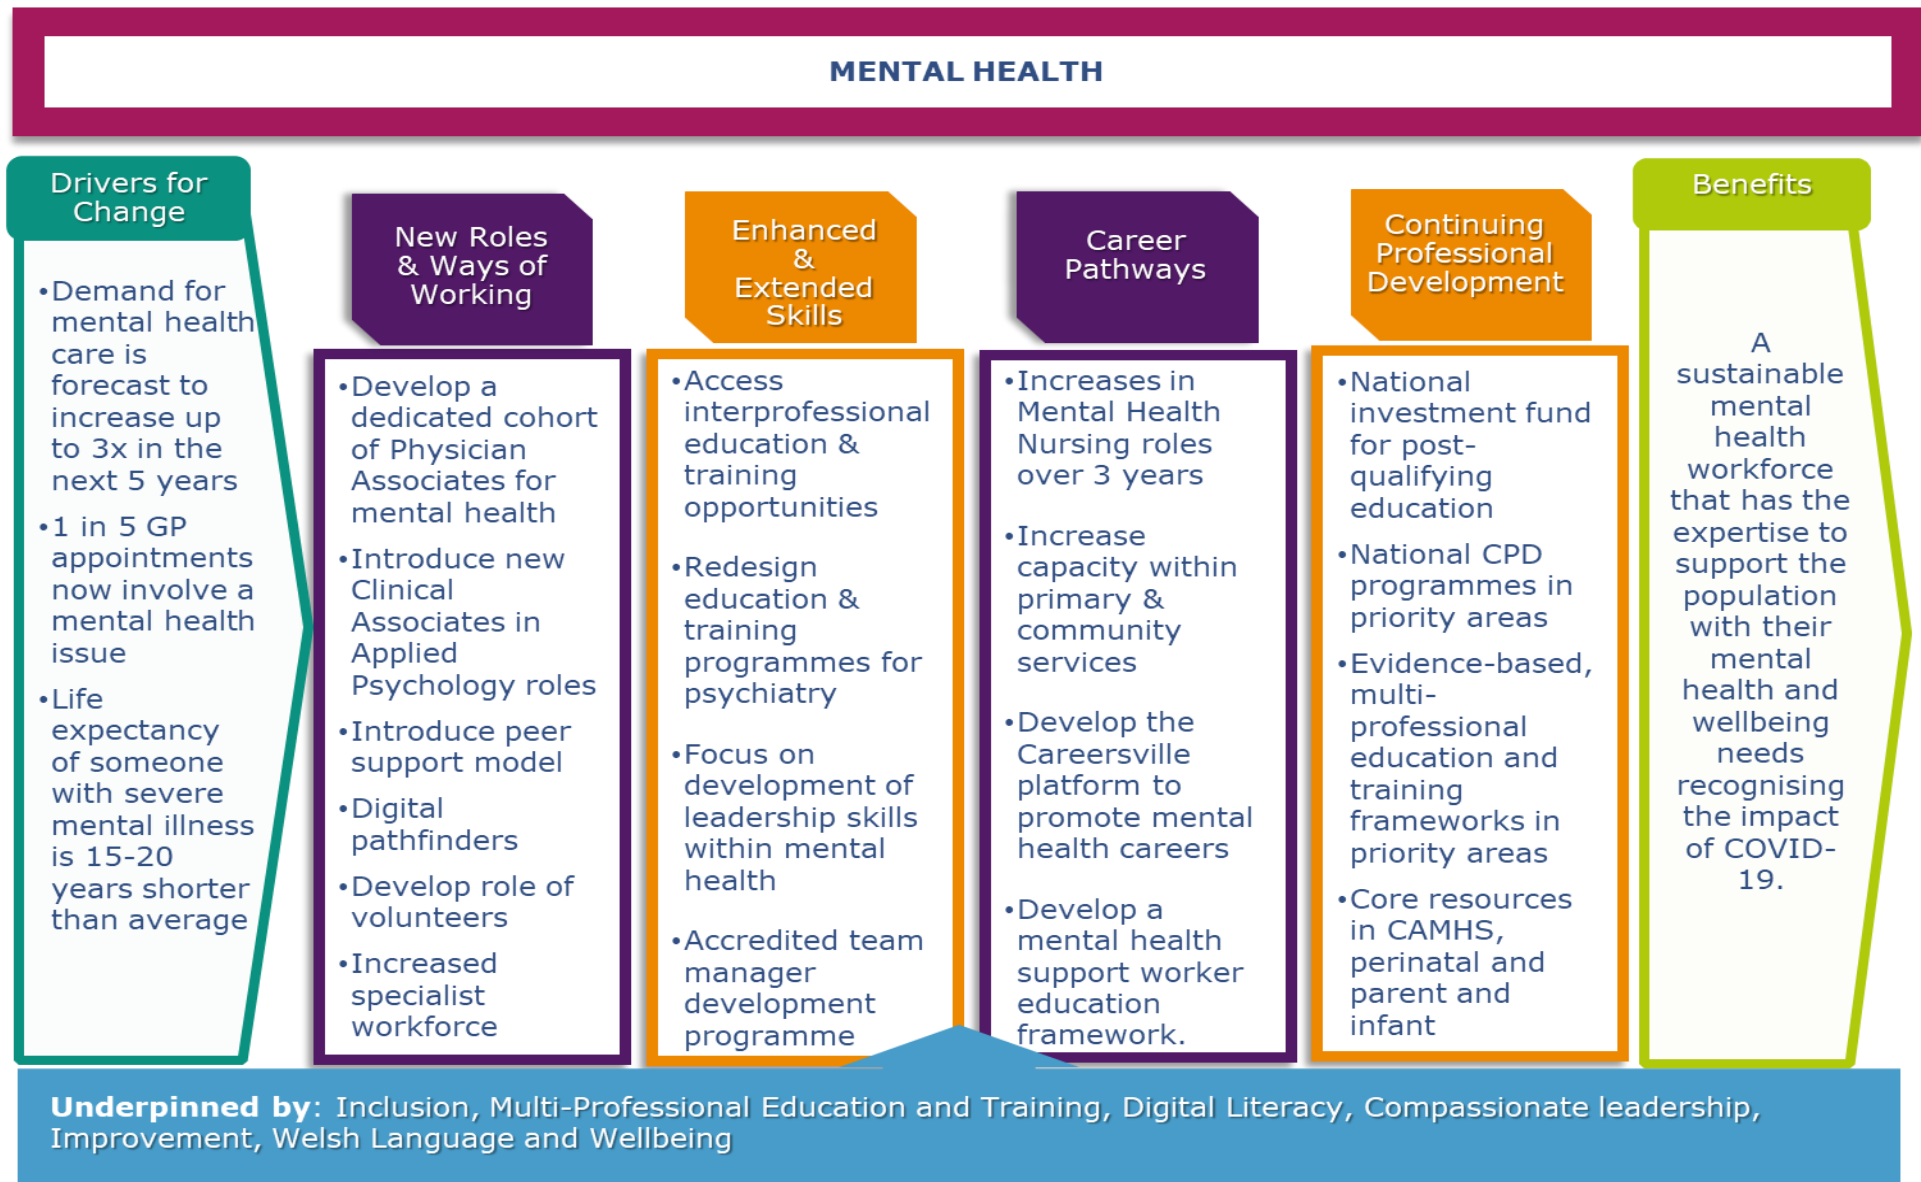 MENTAL HEALTH
Drivers for
Change
•Demand for
mental health
care is
forecast to
increase up
to 3x in the
next 5 years
•1 in 5 GP
appointments
now involve a
mental health
issue
•Life
expectancy
of someone
with severe
mental illness
is 15-20
years shorter
than average
New Roles
& Ways of
Working
•Develop a
dedicated cohort
of Physician
Associates for
mental health
•Introduce new
Clinical
Associates in
Applied
Psychology roles
•Introduce peer
support model
•Digital
pathfinders
•Develop role of
volunteers
•Increased
specialist
workforce
Enhanced
&
Extended
Skills
•Access
interprofessional
education &
training
opportunities
•Redesign
education &
training
programmes for
psychiatry
•Focus on
development of
leadership skills
within mental
health
•Accredited team
manager
development
programme
Career
Pathways
•Increases in
Mental Health
Nursing roles
over 3 years
•Increase
capacity within
primary &
community
services
•Develop the
Careersville
platform to
promote mental
health careers
•Develop a
mental health
support worker
education
framework.
Continuing
Professional
Development
•National
investment fund
for post-
qualifying
education
•National CPD
programmes in
priority areas
•Evidence-based,
multi-
professional
education and
training
frameworks in
priority areas
•Core resources
in CAMHS,
perinatal and
parent and
infant
Benefits
A
sustainable
mental
health
workforce
that has the
expertise to
support the
population
with their
mental
health and
wellbeing
needs
recognising
the impact
of COVID-
19.
Underpinned by: Inclusion, Multi-Professional Education and Training, Digital Literacy, Compassionate leadership,
Improvement, Welsh Language and Wellbeing